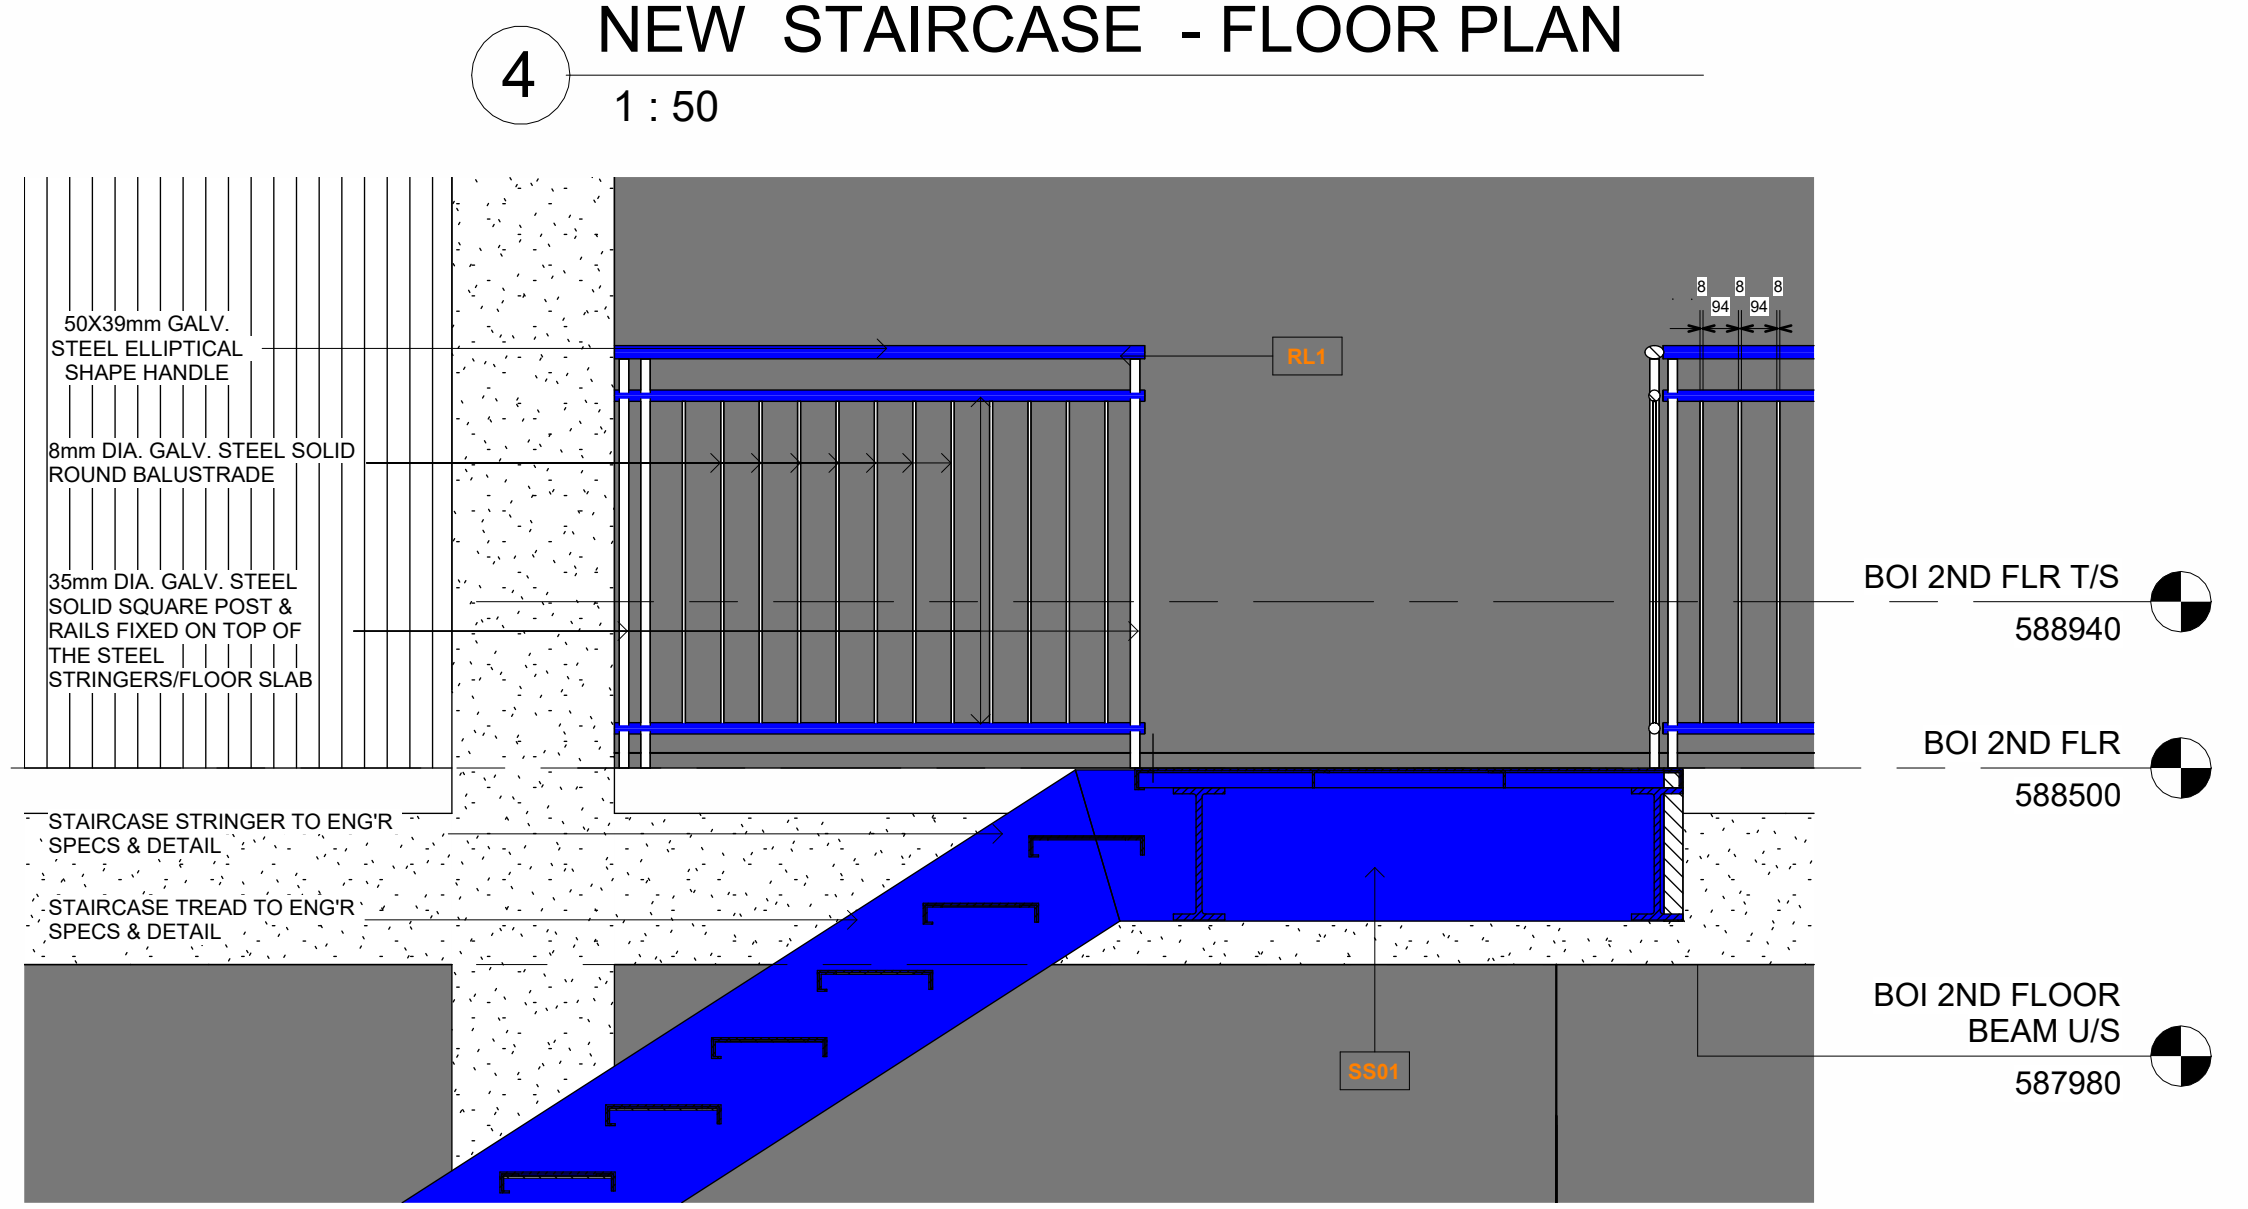 NEW STAIRCASE - FLOOR PLAN
4
1 : 50
8 8 8
94 94
50X39mm GALV.
STEEL ELLIPTICAL
SHAPE HANDLE
RL1
8mm DIA. GALV. STEEL SOLID
ROUND BALUSTRADE
35mm DIA. GALV. STEEL
SOLID SQUARE POST &
RAILS FIXED ON TOP OF
THE STEEL
STRINGERS/FLOOR SLAB
BOI 2ND FLR T/S
588940
BOI 2ND FLR
588500
STAIRCASE STRINGER TO ENG'R
SPECS & DETAIL
STAIRCASE TREAD TO ENG'R
SPECS & DETAIL
BOI 2ND FLOOR
BEAM U/S
587980
SS01